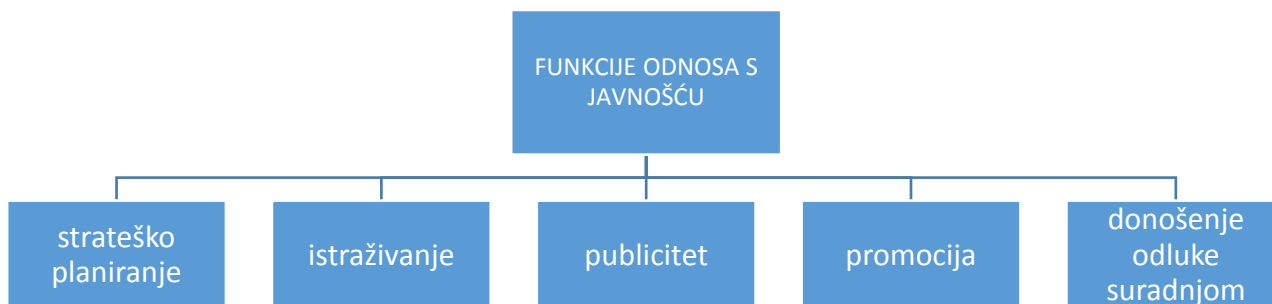 FUNKCIJE ODNOSA S
JAVNOŠĆU
strateško
planiranje
istraživanje
publicitet
promocija
donošenje
odluke
suradnjom